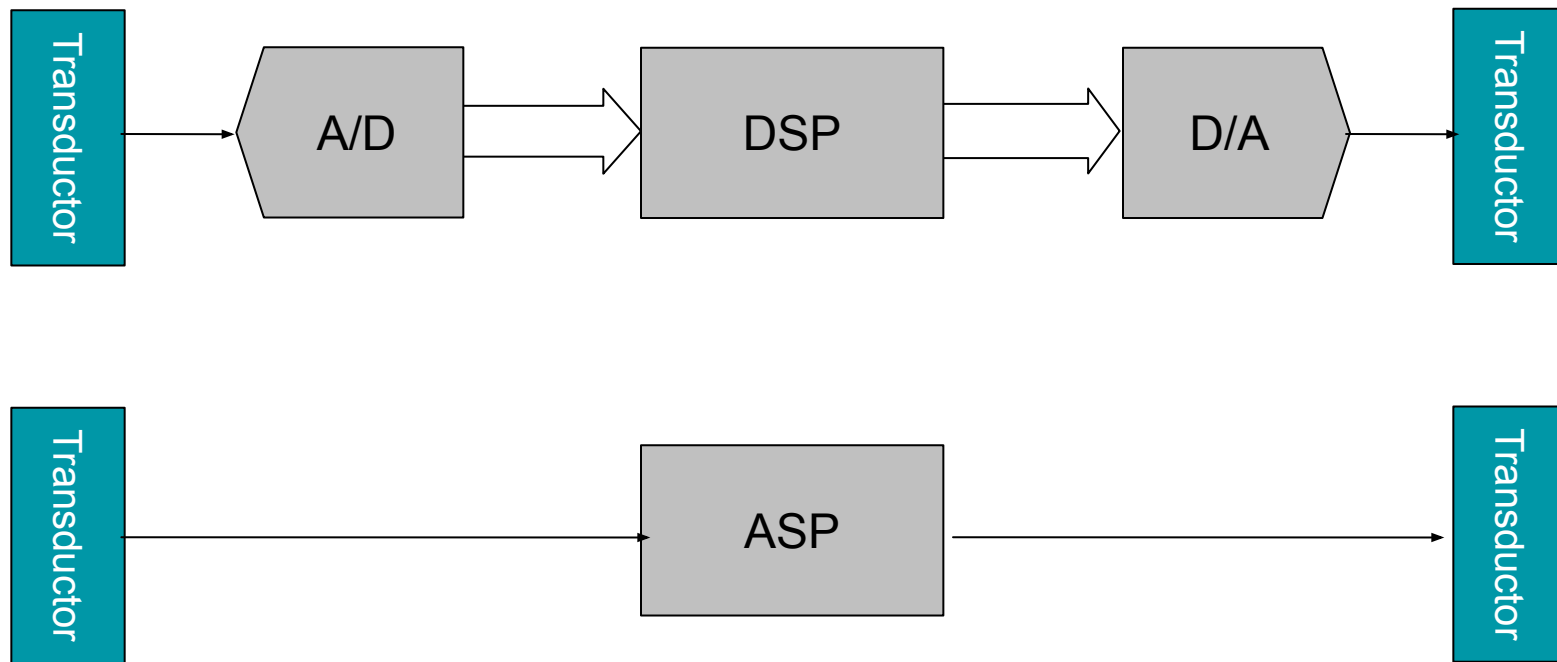 Transductor
A/D
DSP
D/A
Transductor
Transductor
ASP
Transductor